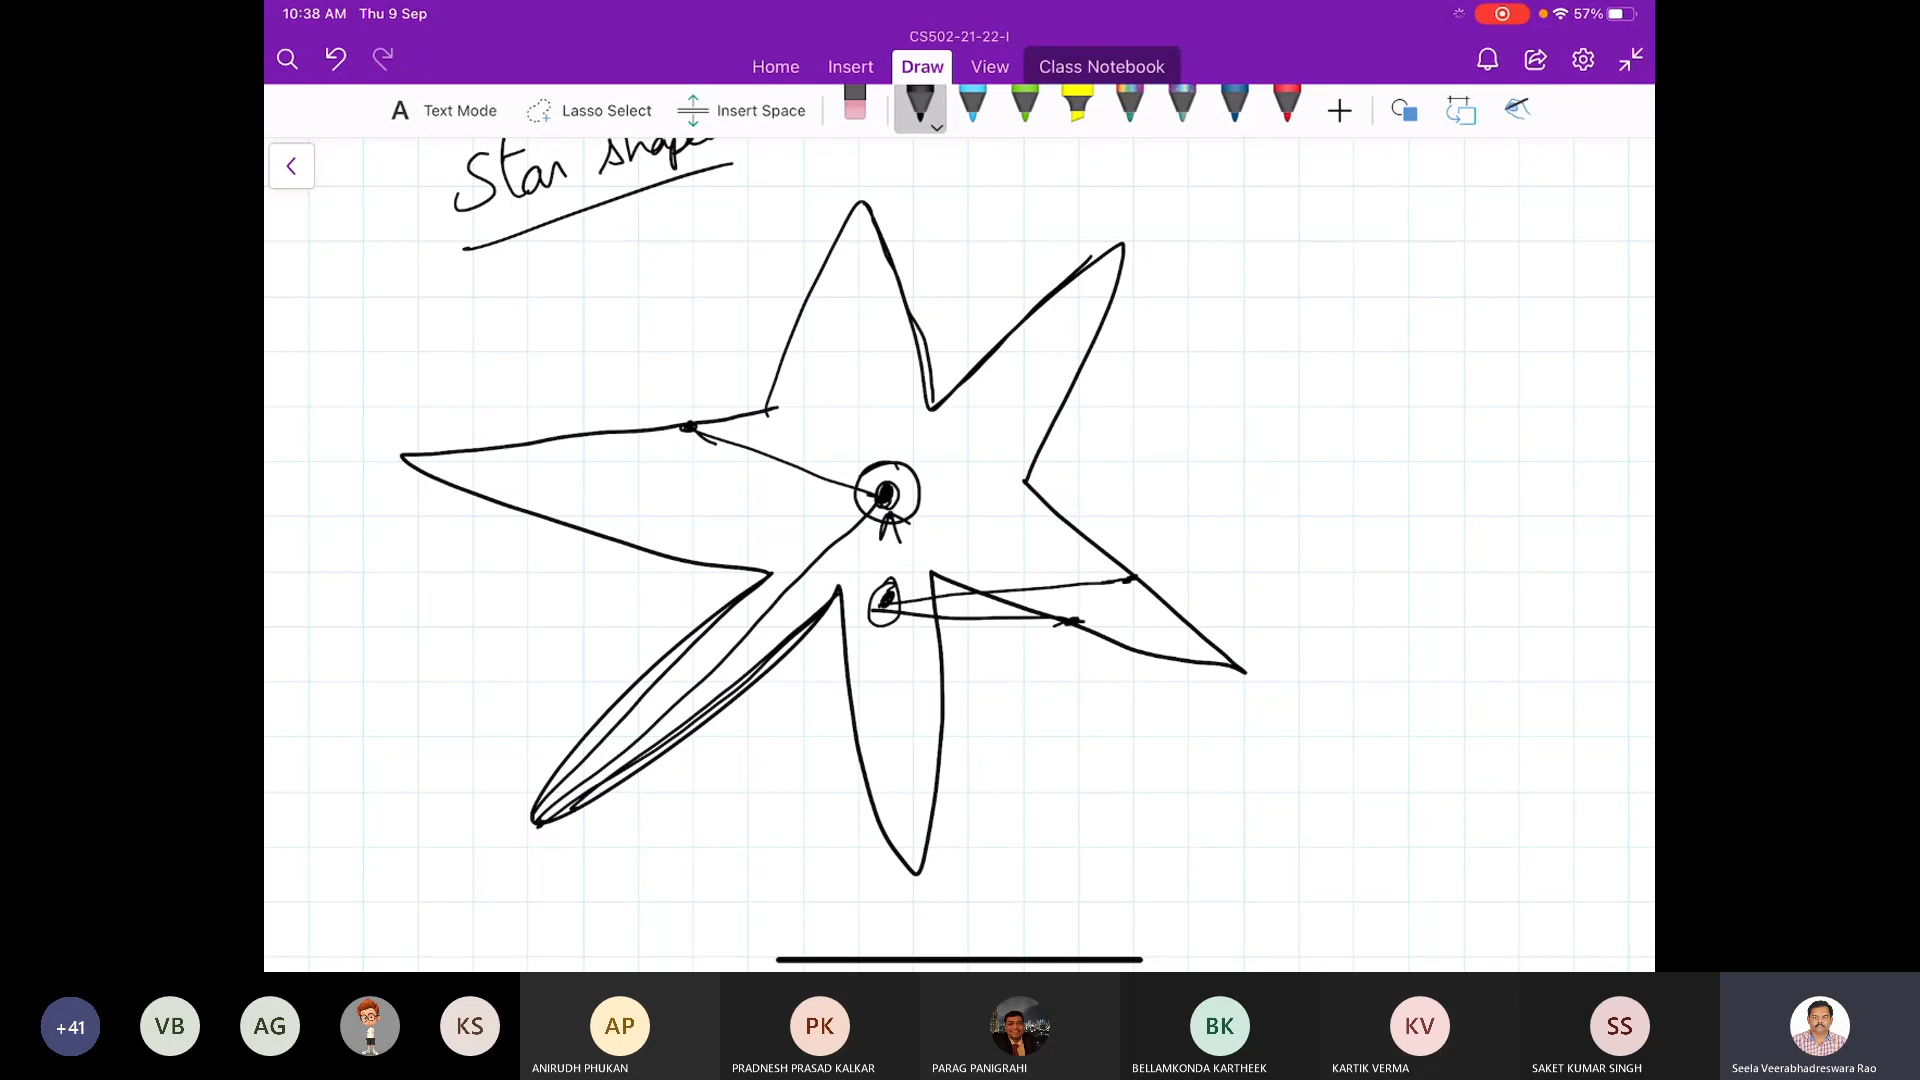 10:38 AM Thu 9 Sep
57%
CS502-21-22-I
Home Insert Draw View Class Notebook
A Text Mode Lasso Select Insert Space
Star shape
+41 VB AG KS AP PK BK KV SS
ANIRUDH PHUKAN PRADNESH PRASAD KALKAR PARAG PANIGRAHI BELLAMKONDA KARTHEEK KARTIK VERMA SAKET KUMAR SINGH Seela Veerabhadreswara Rao